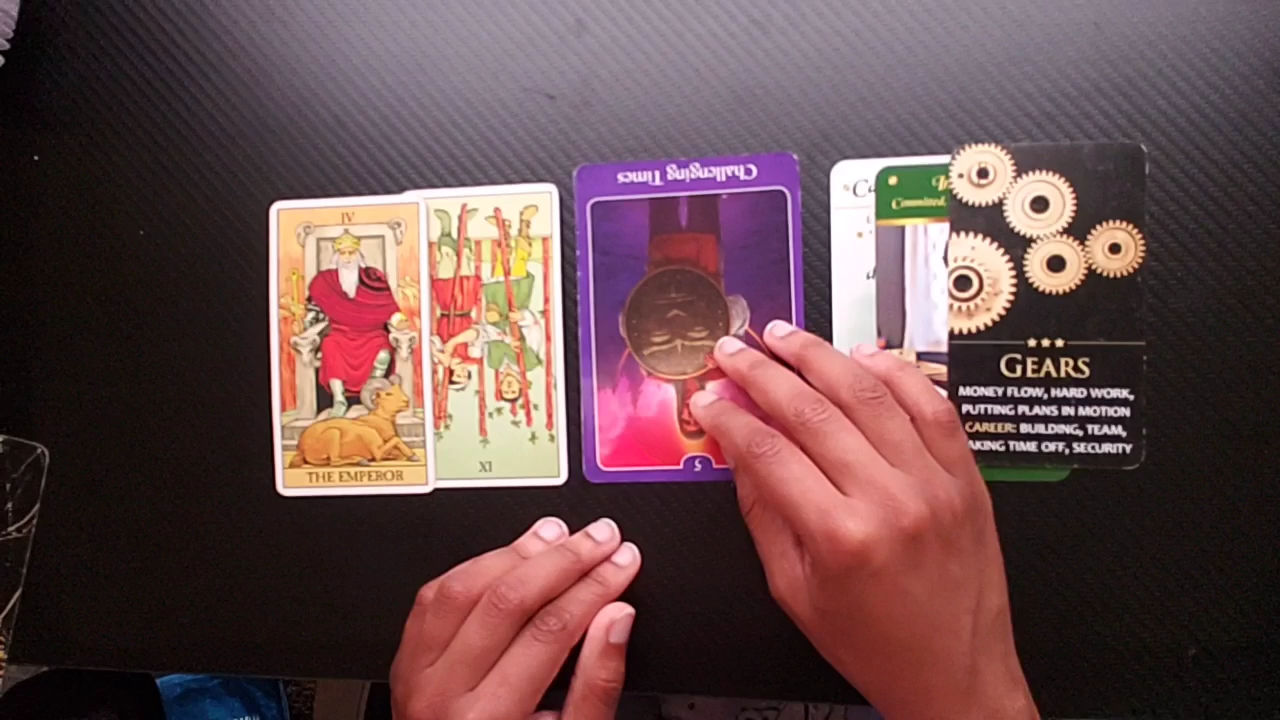 IV
THE EMPEROR
XI
Challenging Times
5
Committed,
GEARS
MONEY FLOW, HARD WORK,
PUTTING PLANS IN MOTION
CAREER: BUILDING, TEAM,
AKING TIME OFF, SECURITY